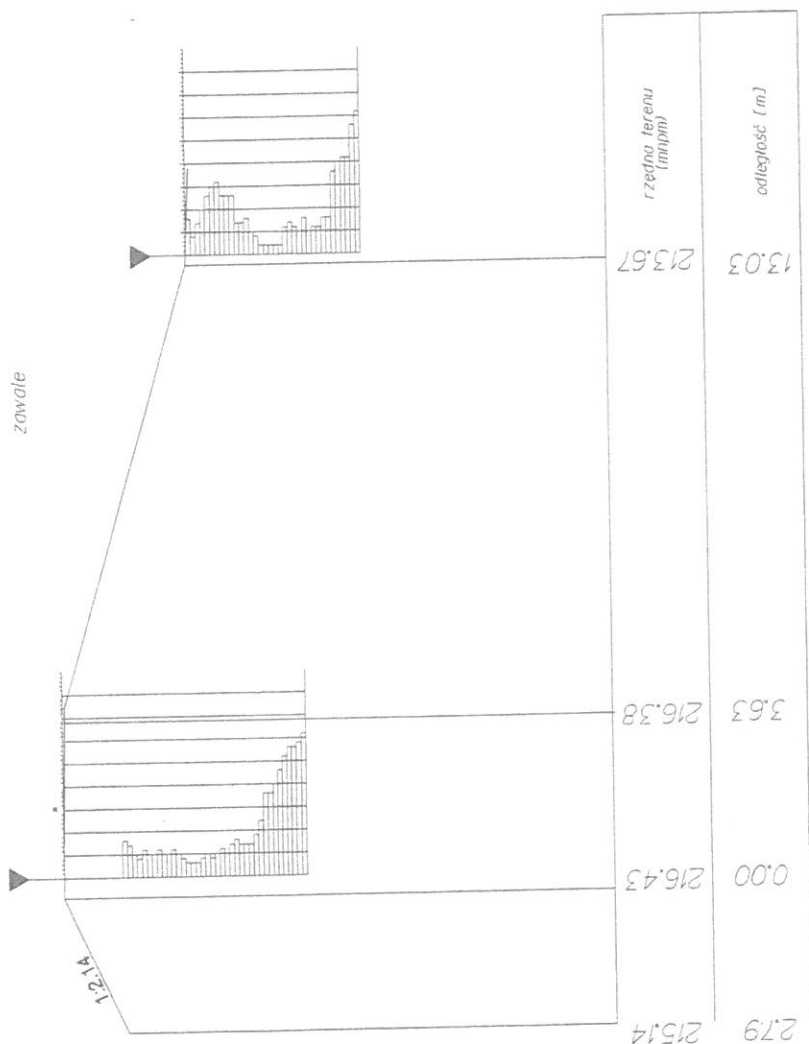 zawale
1:2.14
rzędna terenu
(mnpm)
213.67
216.38
216.43
215.14
odległość [m]
13.03
3.63
0.00
2.79